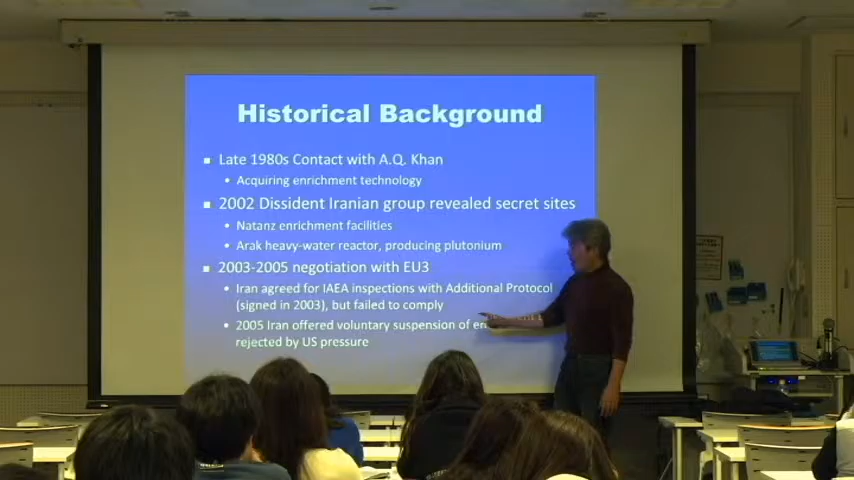 Historical Background
Late 1980s Contact with A.Q. Khan
Acquiring enrichment technology
2002 Dissident Iranian group revealed secret sites
Natanz enrichment facilities
Arak heavy-water reactor, producing plutonium
2003-2005 negotiation with EU3
Iran agreed for IAEA inspections with Additional Protocol
(signed in 2003), but failed to comply
2005 Iran offered voluntary suspension of
rejected by US pressure